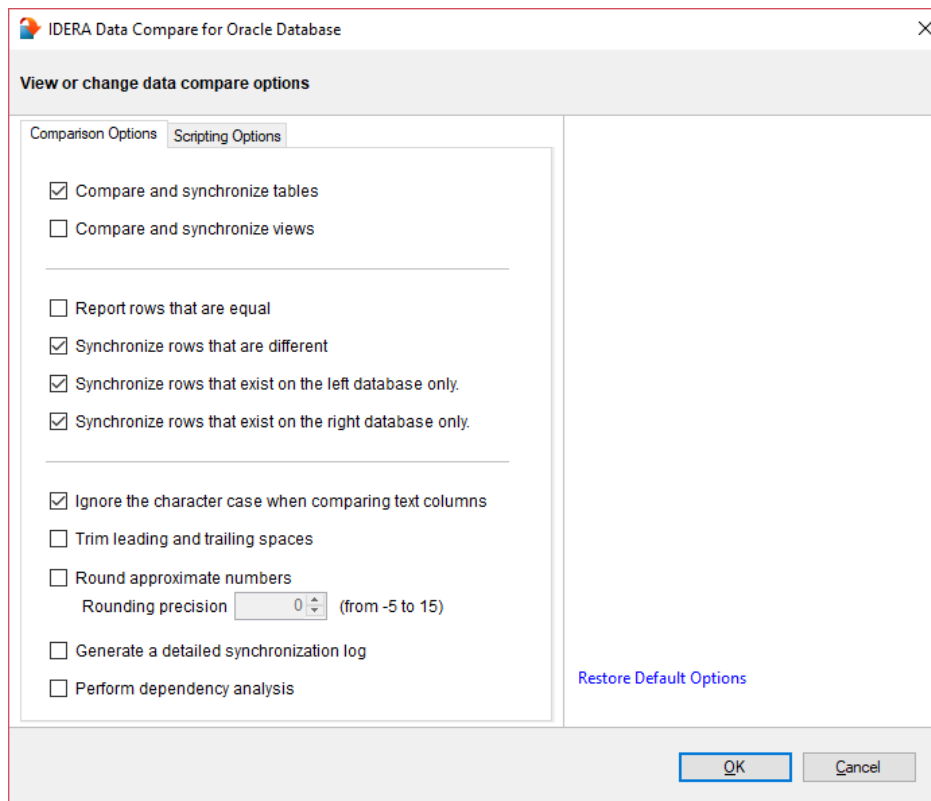 IDERA Data Compare for Oracle Database
View or change data compare options
Comparison Options
Scripting Options
Compare and synchronize tables
Compare and synchronize views
Report rows that are equal
Synchronize rows that are different
Synchronize rows that exist on the left database only.
Synchronize rows that exist on the right database only.
Ignore the character case when comparing text columns
Trim leading and trailing spaces
Round approximate numbers
Rounding precision 0 (from -5 to 15)
Generate a detailed synchronization log
Perform dependency analysis
Restore Default Options
OK
Cancel